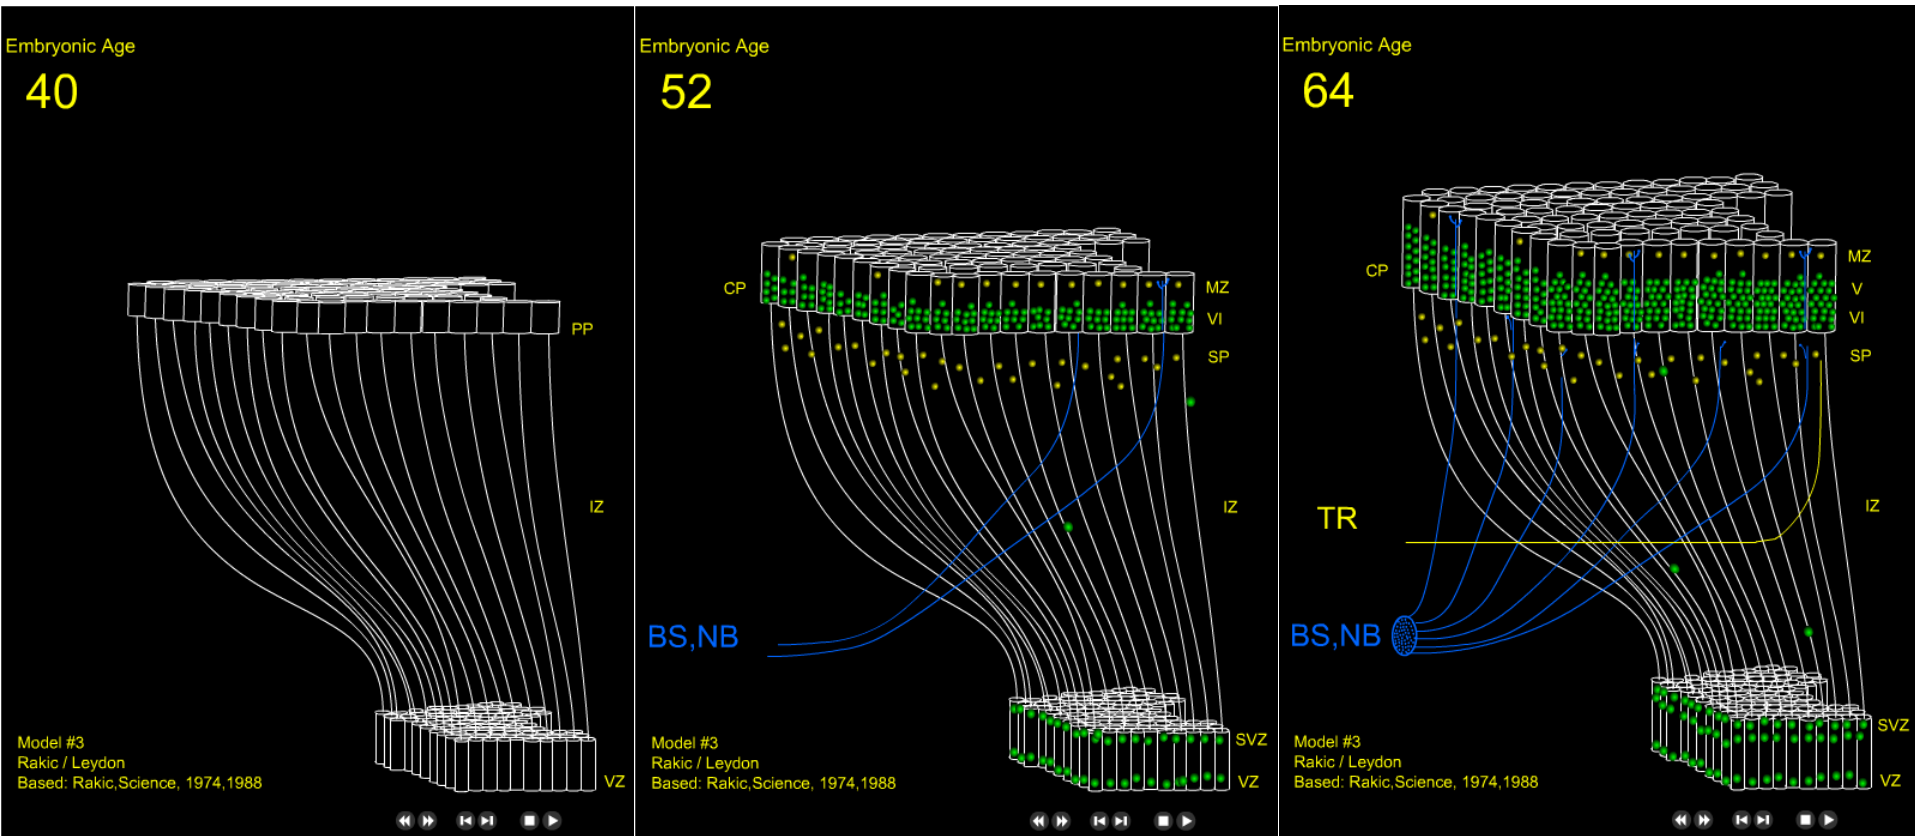 Embryonic Age
40
PP
IZ
Model #3
Rakic / Leydon
Based: Rakic,Science, 1974,1988
VZ
Embryonic Age
52
CP
MZ
VI
SP
IZ
BS,NB
SVZ
Model #3
Rakic / Leydon
Based: Rakic,Science, 1974,1988
VZ
Embryonic Age
64
MZ
CP
V
VI
SP
IZ
TR
BS,NB
SVZ
Model #3
Rakic / Leydon
Based: Rakic,Science, 1974,1988
VZ